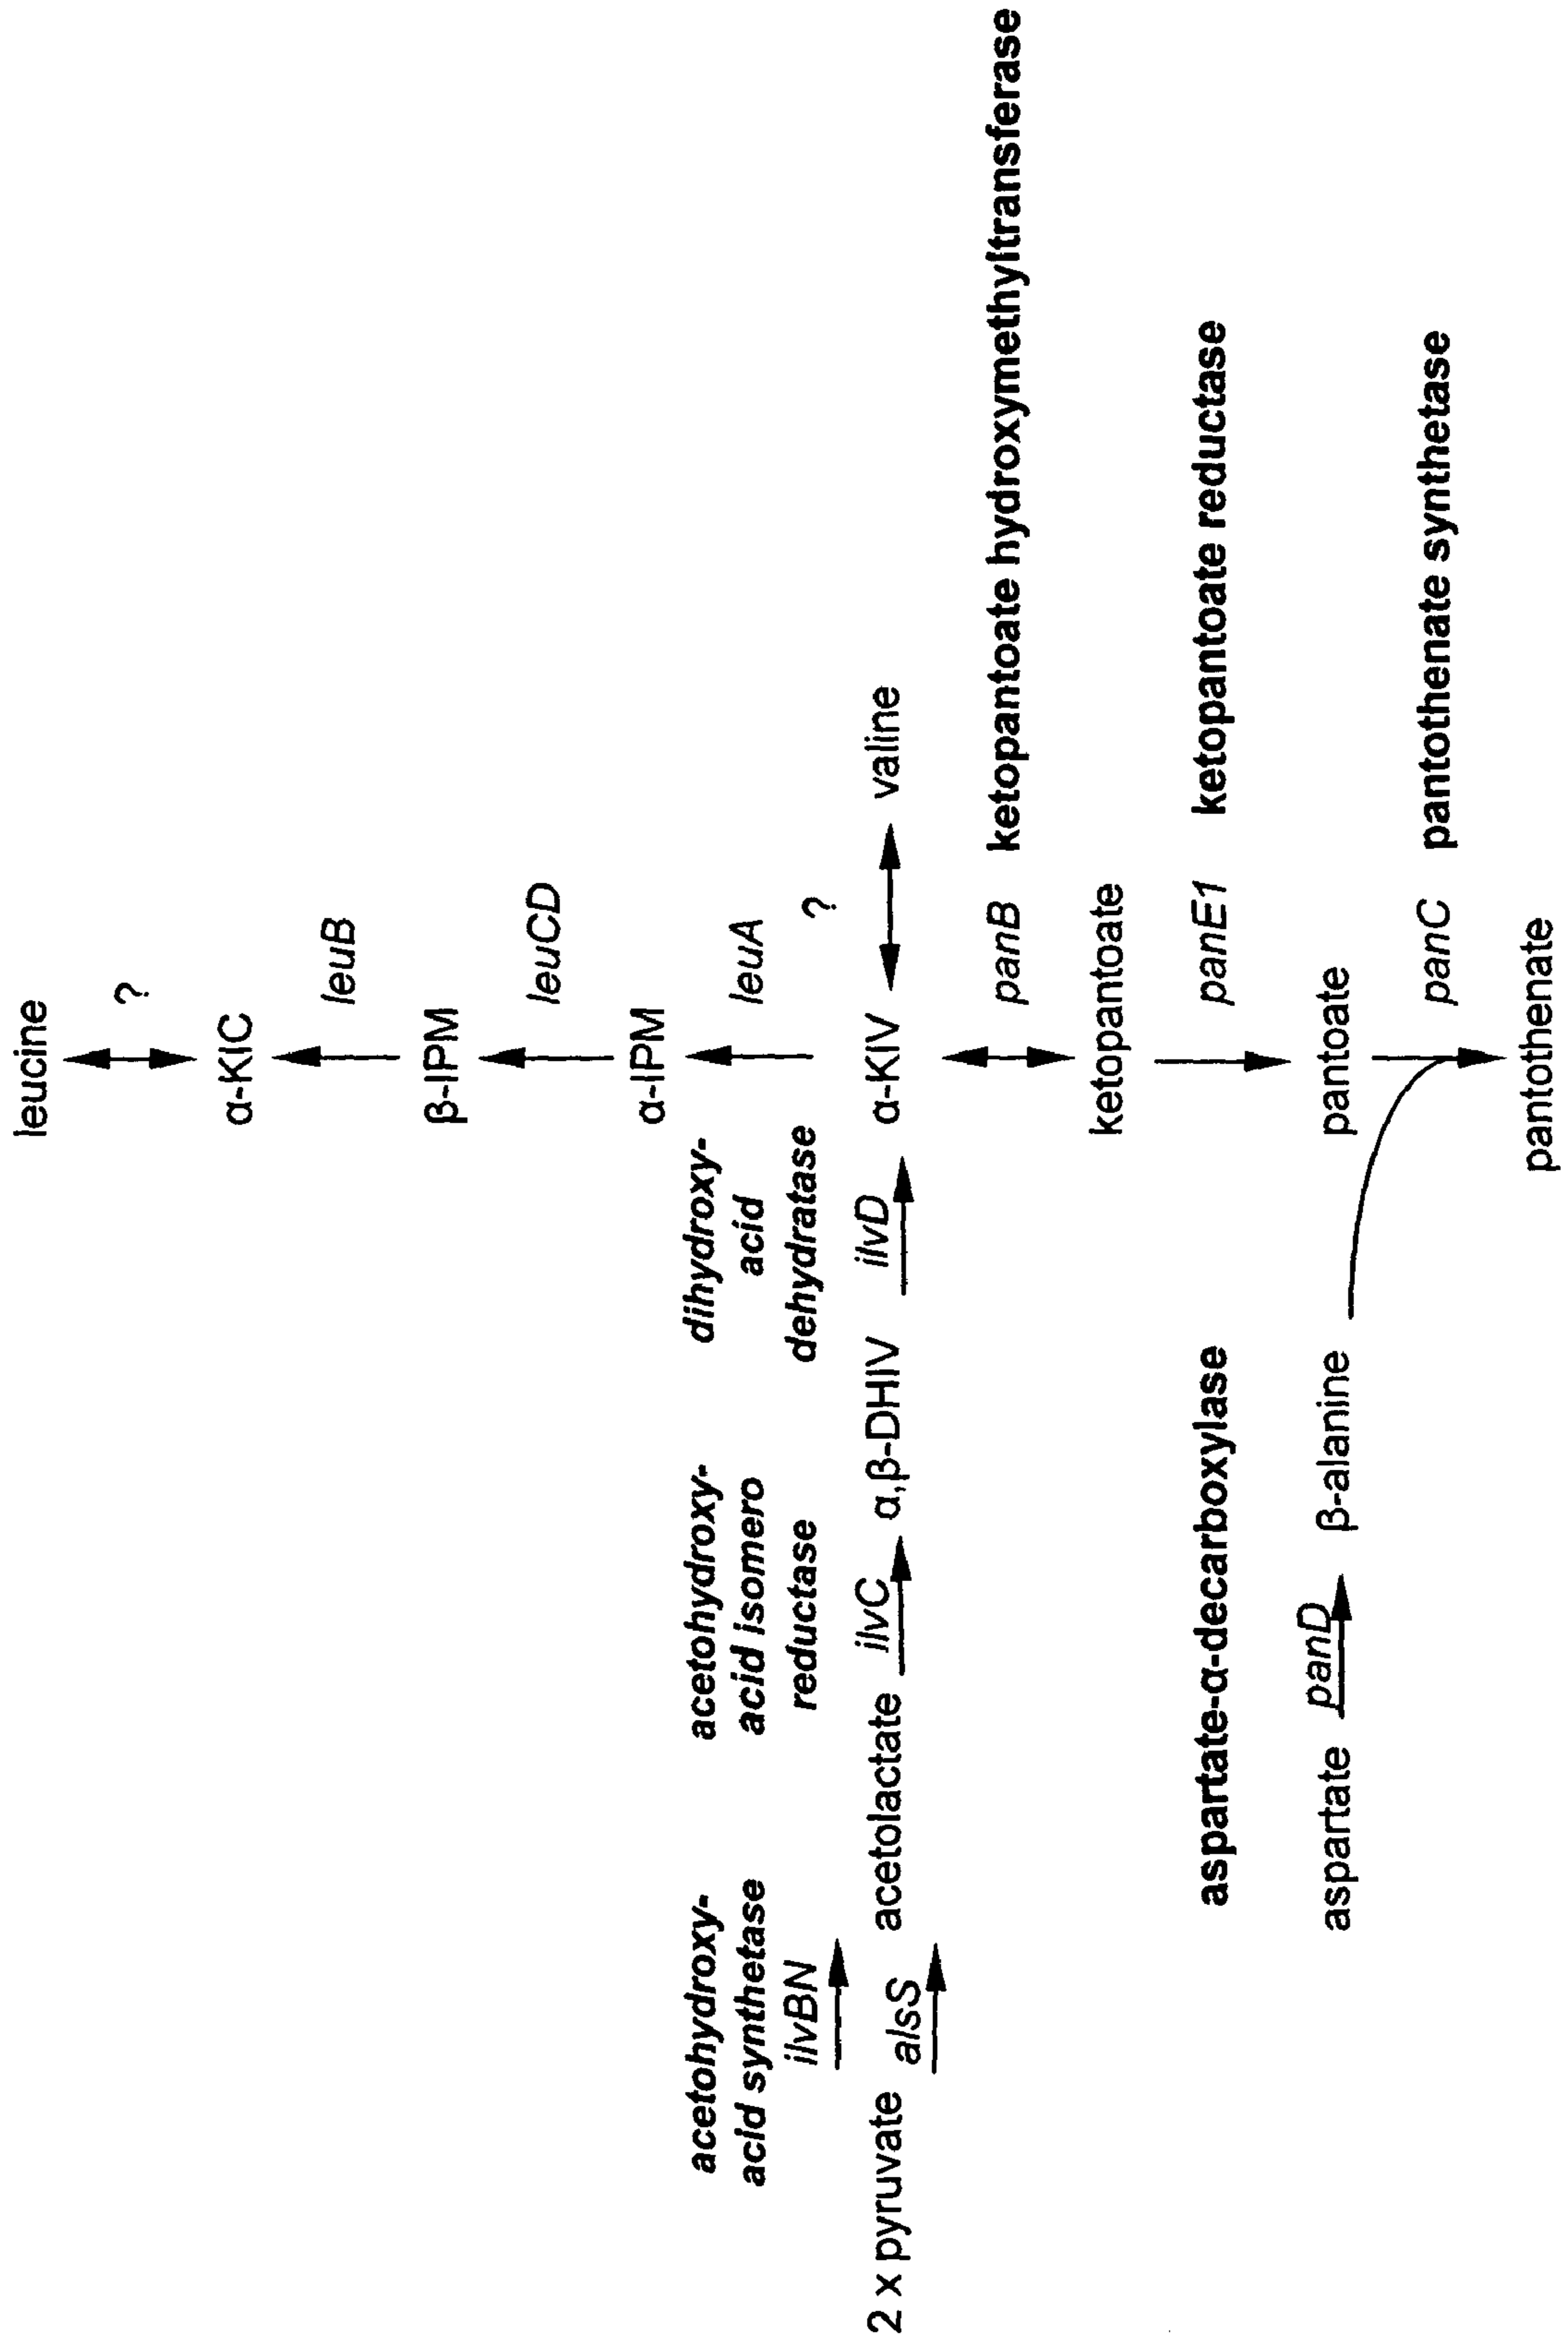 leucine
?
α-KIC
leuB
β-IPM
leuCD
α-IPM
leuA
acetohydroxy-
acid synthetase
ilvBN
acetohydroxy-
acid isomero
reductase
dihydroxy-
acid
dehydratase
?
2 x pyruvate
alsS
acetolactate
ilvC
α,β-DHIV
ilvD
α-KIV
valine
panB
ketopantoate hydroxymethyltransferase
ketopantoate
aspartate-α-decarboxylase
panE1
ketopantoate reductase
aspartate
panD
β-alanine
pantoate
panC
pantothenate synthetase
pantothenate